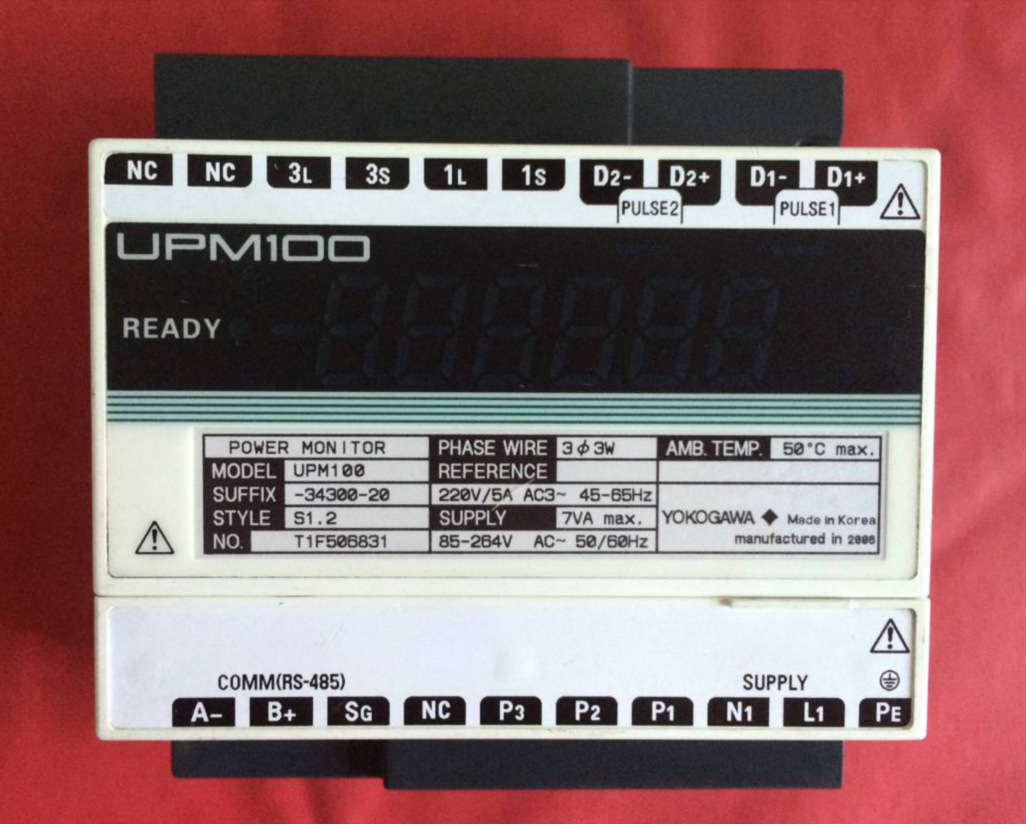 NC NC 3L 3S 1L 1S D2- D2+ D1- D1+
PULSE2 PULSE1
UPM100
READY
POWER MONITOR PHASE WIRE 3φ3W AMB. TEMP. 50°C max.
MODEL UPM100 REFERENCE
SUFFIX -34300-20 220V/5A AC3~ 45-65Hz
STYLE S1.2 SUPPLY 7VA max. YOKOGAWA ◆ Made in Korea
NO. T1F506831 85-264V AC~ 50/60Hz manufactured in 2006
COMM(RS-485) SUPPLY
A- B+ SG NC P3 P2 P1 N1 L1 PE